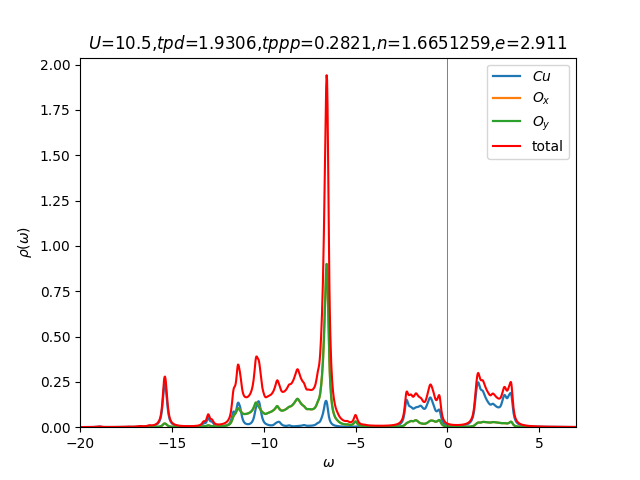 U=10.5,tpd=1.9306,tppp=0.2821,n=1.6651259,e=2.911
2.00
1.75
1.50
1.25
1.00
0.75
0.50
0.25
0.00
ρ(ω)
Cu
Oₓ
O_y
total
−20 −15 −10 −5 0 5
ω